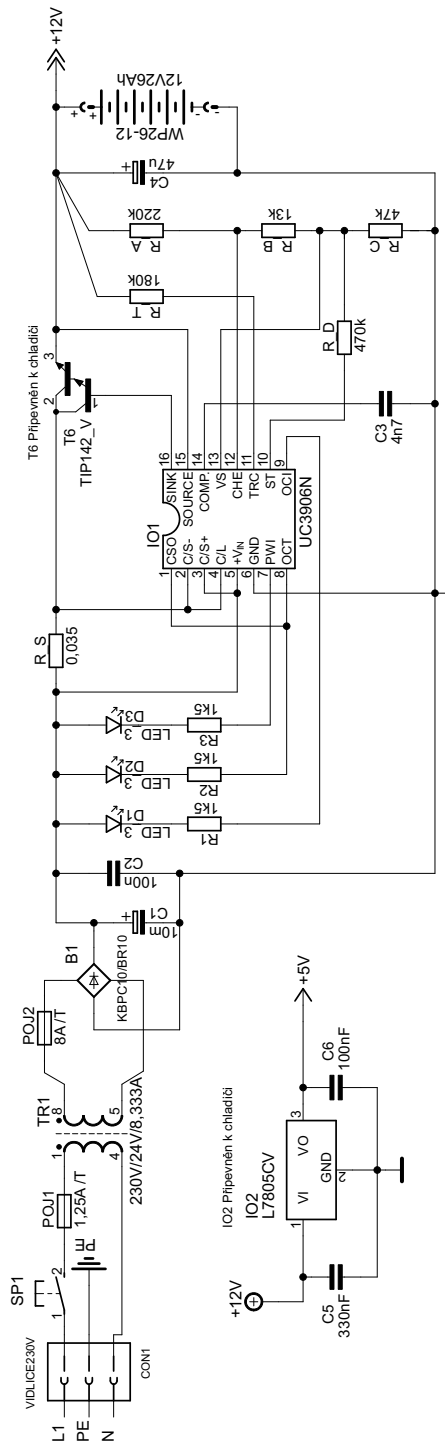 VIDLICE230V
L1
PE
N
CON1
SP1
1
2
PE
POJ1
1,25A /T
TR1
1
8
4
5
230V/24V/8,333A
POJ2
8A /T
B1
KBPC10/BR10
C1
10m
+
C2
100n
D1
LED 3
R1
1k5
D2
LED 3
R2
1k5
D3
LED 3
R3
1k5
R_S
0,035
IO1
1
CSO
2
C/S-
3
C/S+
4
C/L
5
+VIN
6
GND
7
PWI
8
OCT
16
SINK
15
SOURCE
14
COMP.
13
VS
12
CHE
11
TRC
10
ST
9
OCI
UC3906N
T6 Připevněn k chladiči
T6
TIP142_V
1
2
3
R_T
180k
R_A
220k
R_B
13k
R_C
47k
R_D
470k
C3
4n7
C4
47u
+
WP26-12
12V26Ah
+
+
-
-
+12V
IO2 Připevněn k chladiči
IO2
L7805CV
+12V
1
VI
VO
3
GND
2
C5
330nF
C6
100nF
+5V